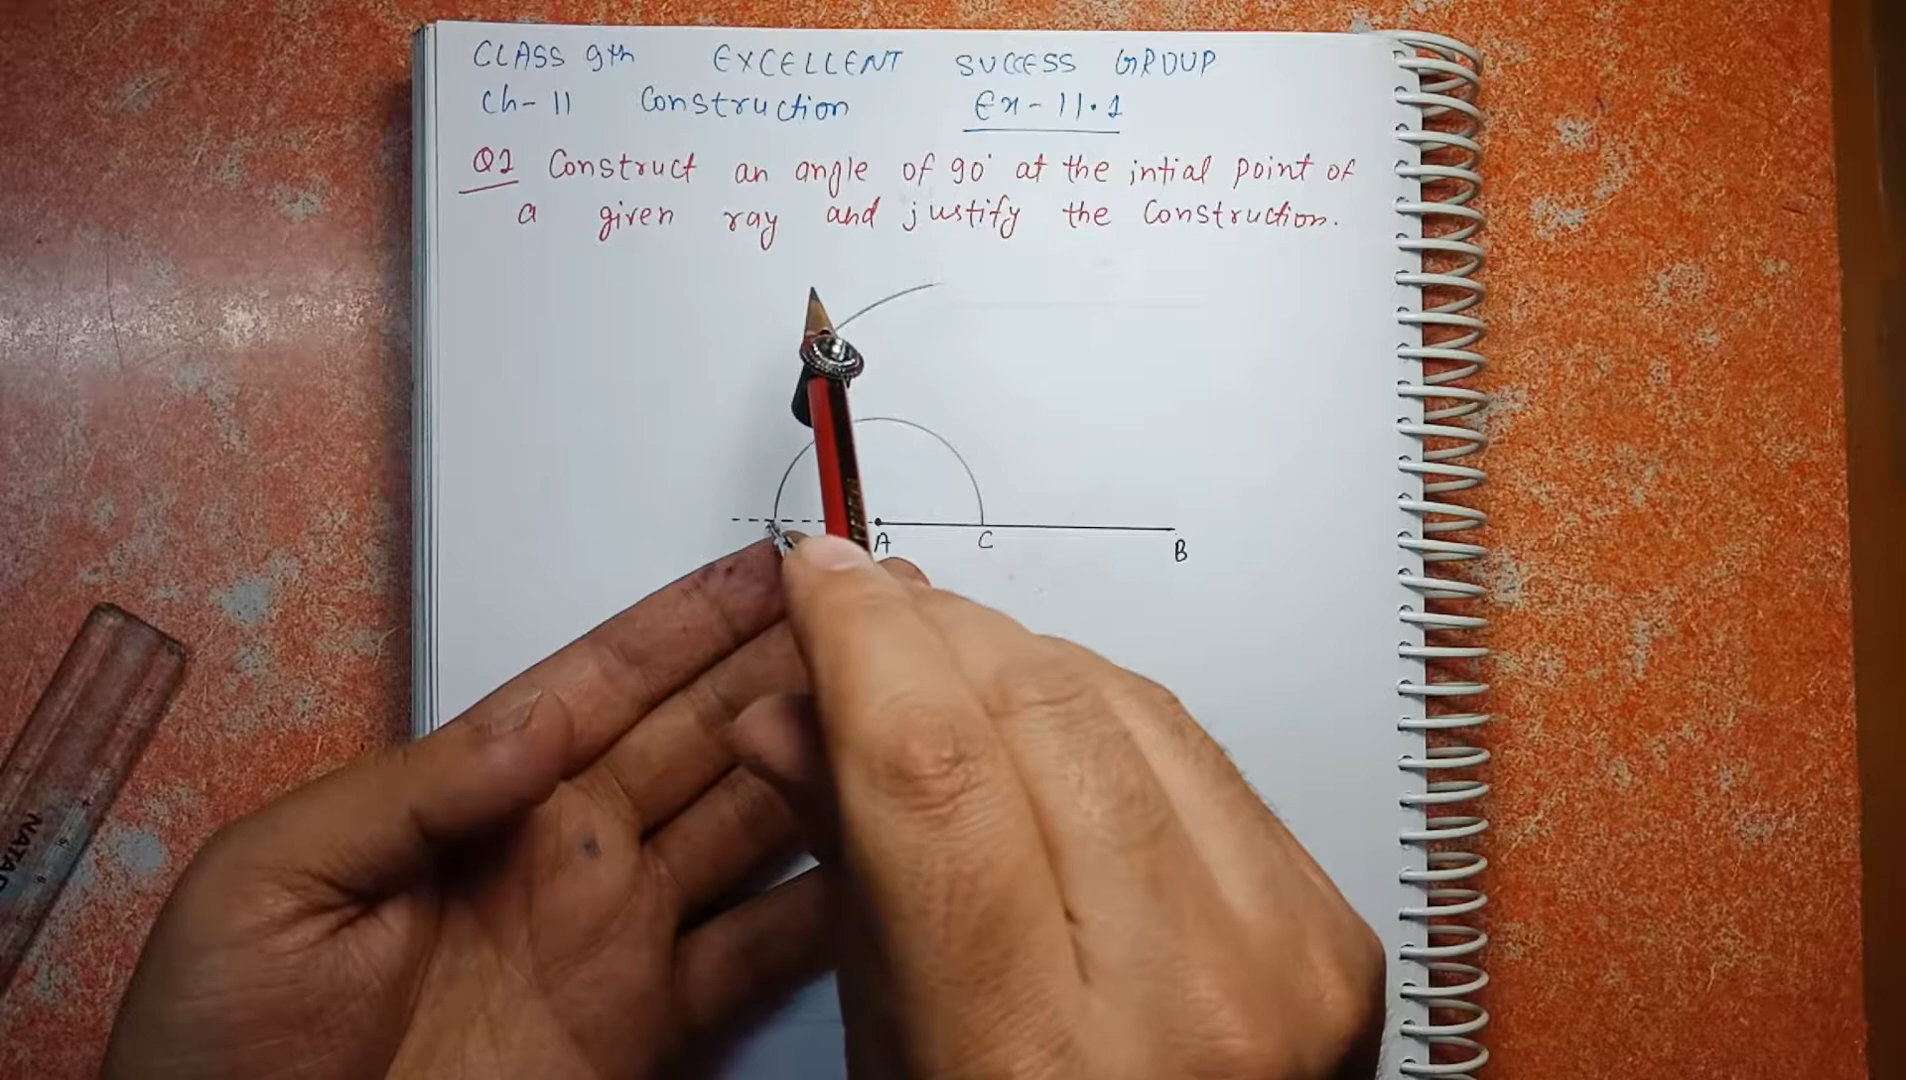 CLASS 9th EXCELLENT SUCCESS GROUP
Ch-11 Construction Ex-11.1
Q1 Construct an angle of 90° at the intial point of
a given ray and justify the Construction.
A C B
NATAR